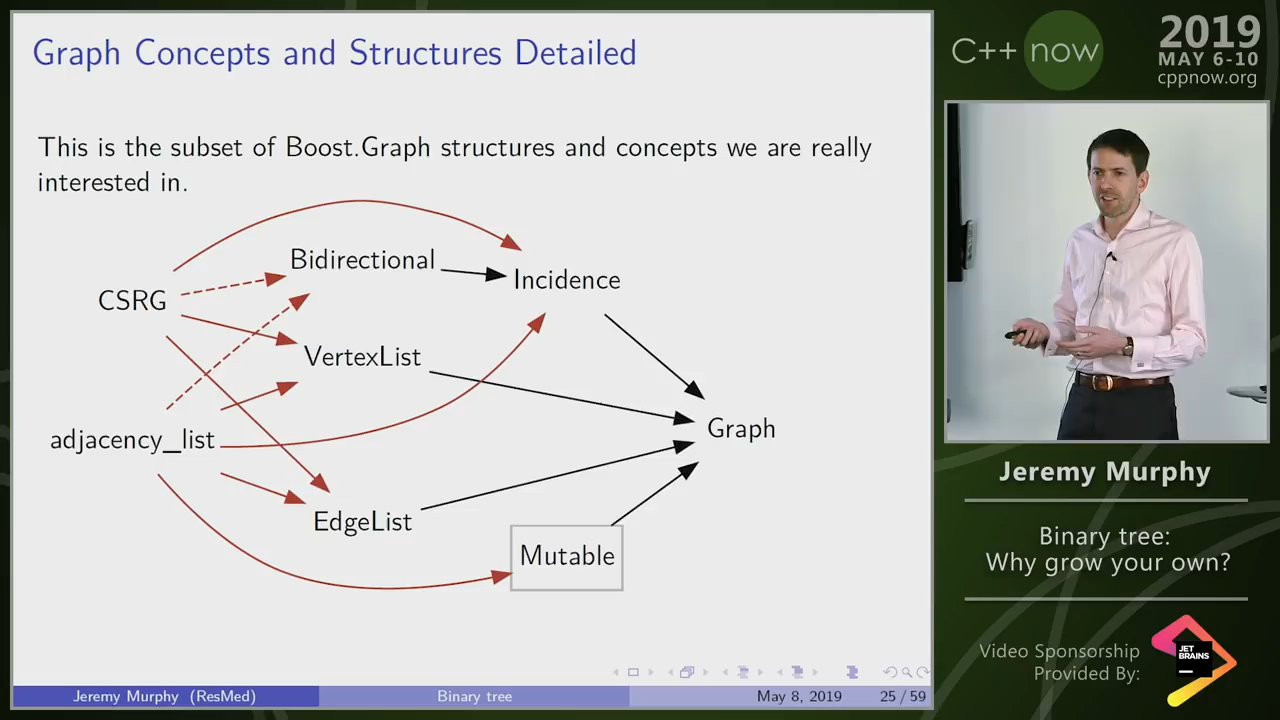 Graph Concepts and Structures Detailed
This is the subset of Boost.Graph structures and concepts we are really
interested in.
Bidirectional
Incidence
CSRG
VertexList
Graph
adjacency_list
EdgeList
Mutable
Jeremy Murphy (ResMed)
Binary tree
May 8, 2019
25 / 59
C++ now
2019
MAY 6-10
cppnow.org
Jeremy Murphy
Binary tree:
Why grow your own?
Video Sponsorship
Provided By:
JET
BRAINS